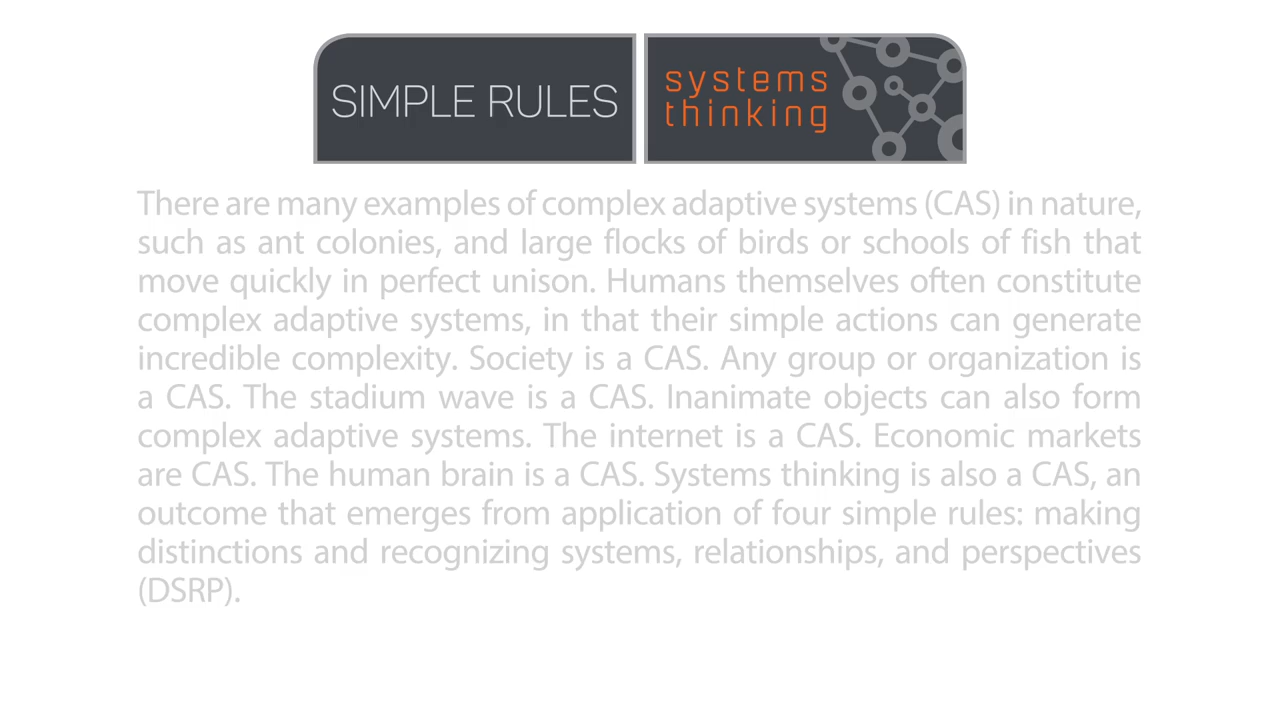 SIMPLE RULES
systems
thinking
There are many examples of complex adaptive systems (CAS) in nature,
such as ant colonies, and large flocks of birds or schools of fish that
move quickly in perfect unison. Humans themselves often constitute
complex adaptive systems, in that their simple actions can generate
incredible complexity. Society is a CAS. Any group or organization is
a CAS. The stadium wave is a CAS. Inanimate objects can also form
complex adaptive systems. The internet is a CAS. Economic markets
are CAS. The human brain is a CAS. Systems thinking is also a CAS, an
outcome that emerges from application of four simple rules: making
distinctions and recognizing systems, relationships, and perspectives
(DSRP).